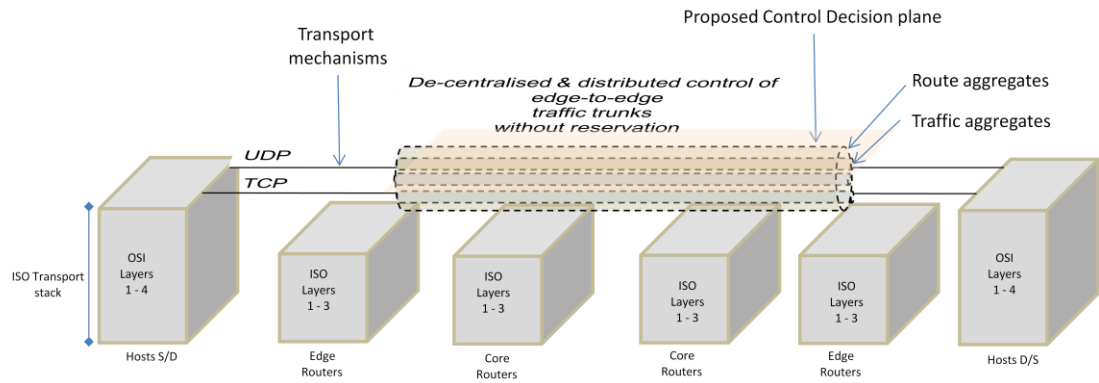 Proposed Control Decision plane
Transport
mechanisms
De-centralised & distributed control of
edge-to-edge
traffic trunks
without reservation
Route aggregates
Traffic aggregates
UDP
TCP
ISO Transport
stack
OSI
Layers
1 - 4
ISO
Layers
1 - 3
ISO
Layers
1 - 3
ISO
Layers
1 - 3
ISO
Layers
1 - 3
OSI
Layers
1 - 4
Hosts S/D
Edge
Routers
Core
Routers
Core
Routers
Edge
Routers
Hosts D/S